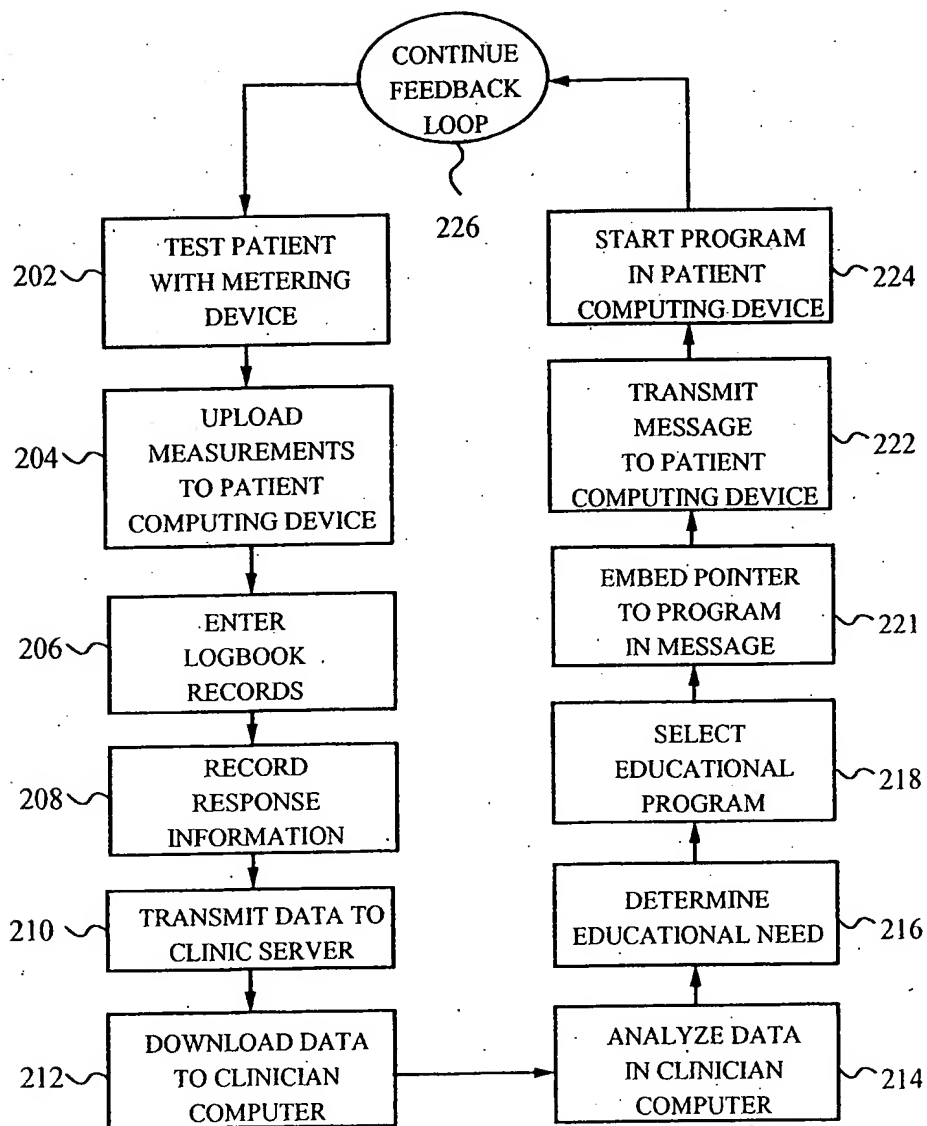 CONTINUE
FEEDBACK
LOOP
226
TEST PATIENT
WITH METERING
DEVICE
202
UPLOAD
MEASUREMENTS
TO PATIENT
COMPUTING DEVICE
204
ENTER
LOGBOOK
RECORDS
206
RECORD
RESPONSE
INFORMATION
208
TRANSMIT DATA TO
CLINIC SERVER
210
DOWNLOAD DATA
TO CLINICIAN
COMPUTER
212
ANALYZE DATA
IN CLINICIAN
COMPUTER
214
DETERMINE
EDUCATIONAL NEED
216
SELECT
EDUCATIONAL
PROGRAM
218
EMBED POINTER
TO PROGRAM
IN MESSAGE
221
TRANSMIT
MESSAGE
TO PATIENT
COMPUTING DEVICE
222
START PROGRAM
IN PATIENT
COMPUTING DEVICE
224